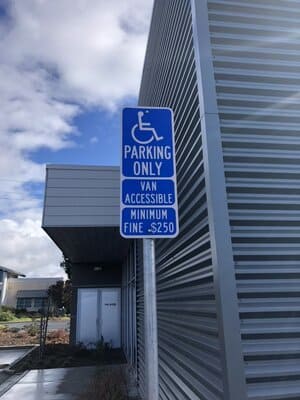 PARKING
ONLY
VAN
ACCESSIBLE
MINIMUM
FINE $250